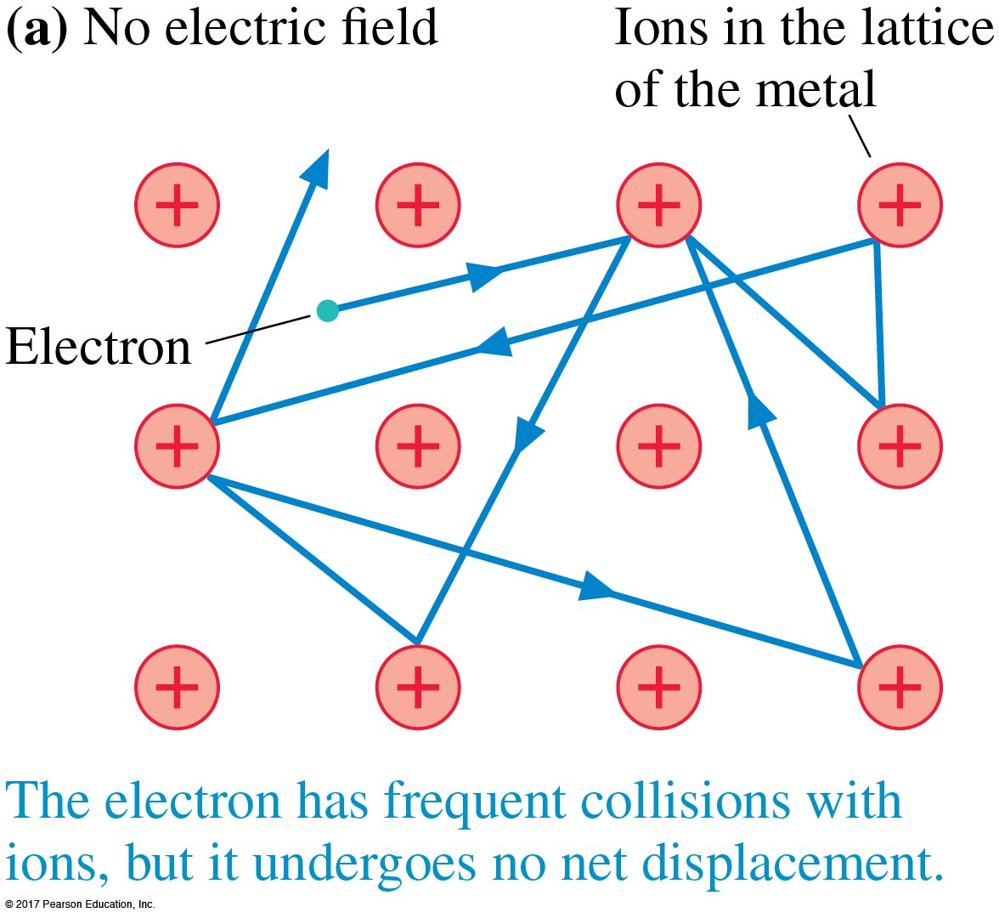 (a) No electric field
Ions in the lattice
of the metal
+ + + +
Electron
+ + + +
+ + + +
The electron has frequent collisions with
ions, but it undergoes no net displacement.
© 2017 Pearson Education, Inc.